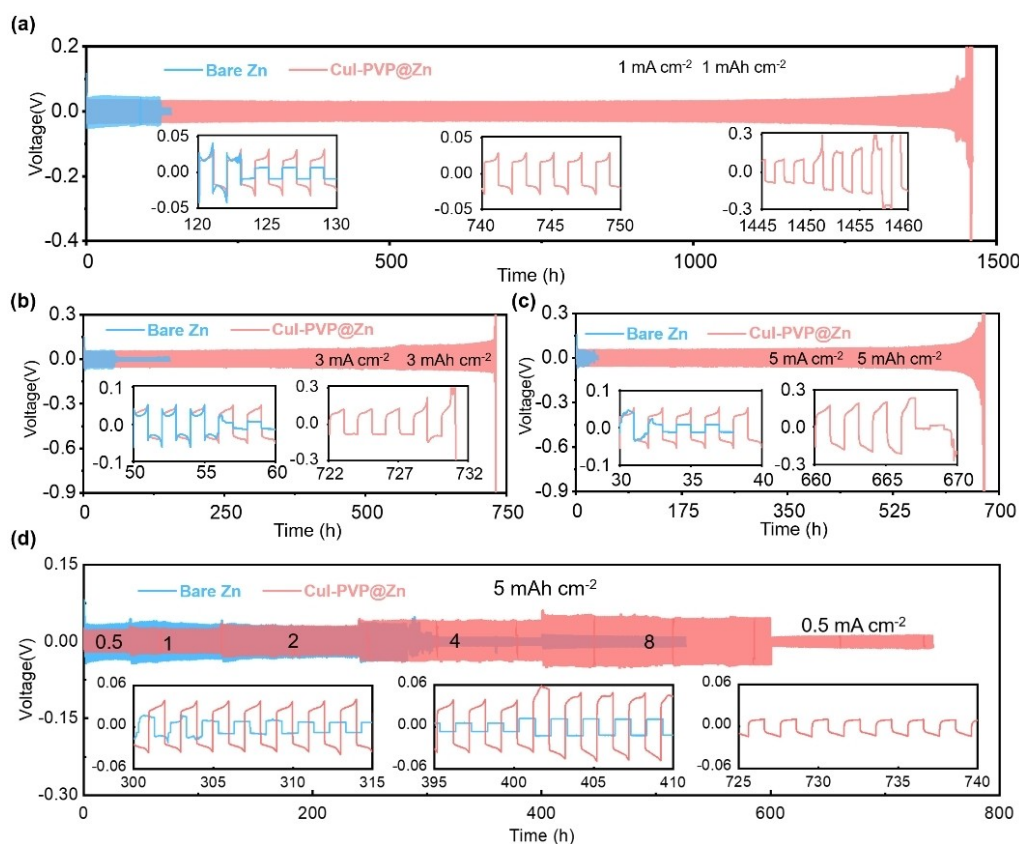 (a)
0.2
0.0
-0.2
-0.4
Voltage(V)
Bare Zn
CuI-PVP@Zn
1 mA cm-2 1 mAh cm-2
0.05
0.00
-0.05
120 125 130
0.05
0.00
-0.05
740 745 750
0.3
0.0
-0.3
1445 1450 1455 1460
0 500 1000 1500
Time (h)
(b)
0.3
0.0
-0.3
-0.6
-0.9
Voltage(V)
Bare Zn
CuI-PVP@Zn
3 mA cm-2 3 mAh cm-2
0.1
0.0
-0.1
50 55 60
0.3
0.0
-0.3
722 729 732
0 250 500 750
Time (h)
(c)
0.3
0.0
-0.3
-0.6
-0.9
Voltage(V)
Bare Zn
CuI-PVP@Zn
5 mA cm-2 5 mAh cm-2
0.1
0.0
-0.1
30 35 40
0.3
0.0
-0.3
660 665 670
0 175 350 525 700
Time (h)
(d)
0.15
0.00
-0.15
-0.30
Voltage(V)
Bare Zn
CuI-PVP@Zn
5 mAh cm-2
0.5 1 2 4 8
0.5 mA cm-2
0.06
0.00
-0.06
300 305 310 315
0.06
0.00
-0.06
395 400 405 410
0.06
0.00
-0.06
725 730 735 740
0 200 400 600 800
Time (h)